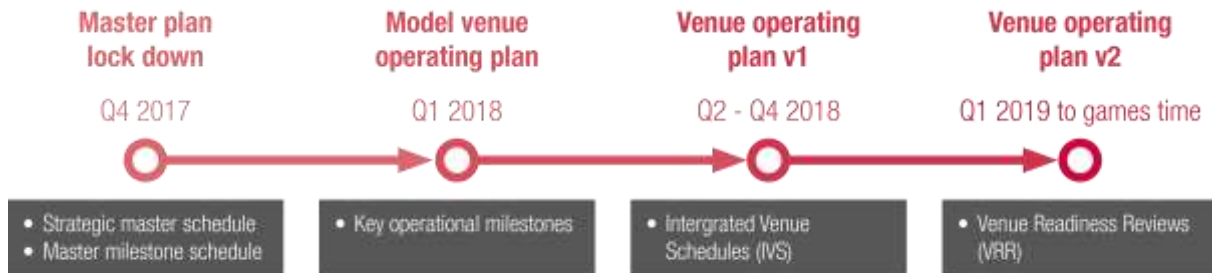 Master plan
lock down
Model venue
operating plan
Venue operating
plan v1
Venue operating
plan v2
Q4 2017
Q1 2018
Q2 - Q4 2018
Q1 2019 to games time
• Strategic master schedule
• Master milestone schedule
• Key operational milestones
• Intergrated Venue
Schedules (IVS)
• Venue Readiness Reviews
(VRR)